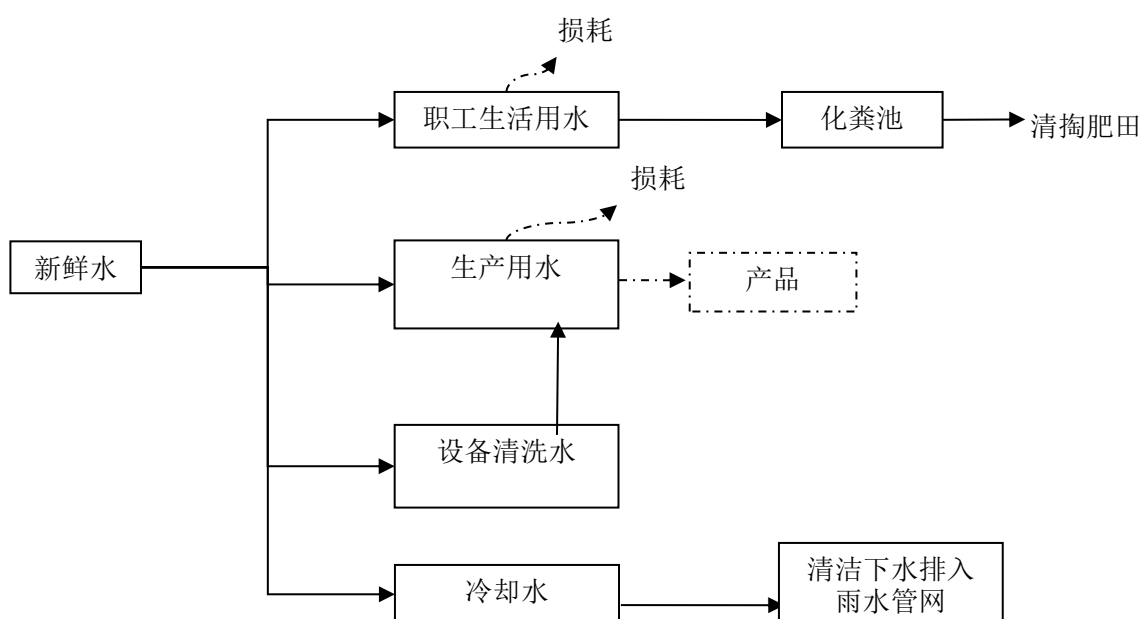 损耗
职工生活用水
化粪池
清掏肥田
损耗
新鲜水
生产用水
产品
设备清洗水
冷却水
清洁下水排入
雨水管网